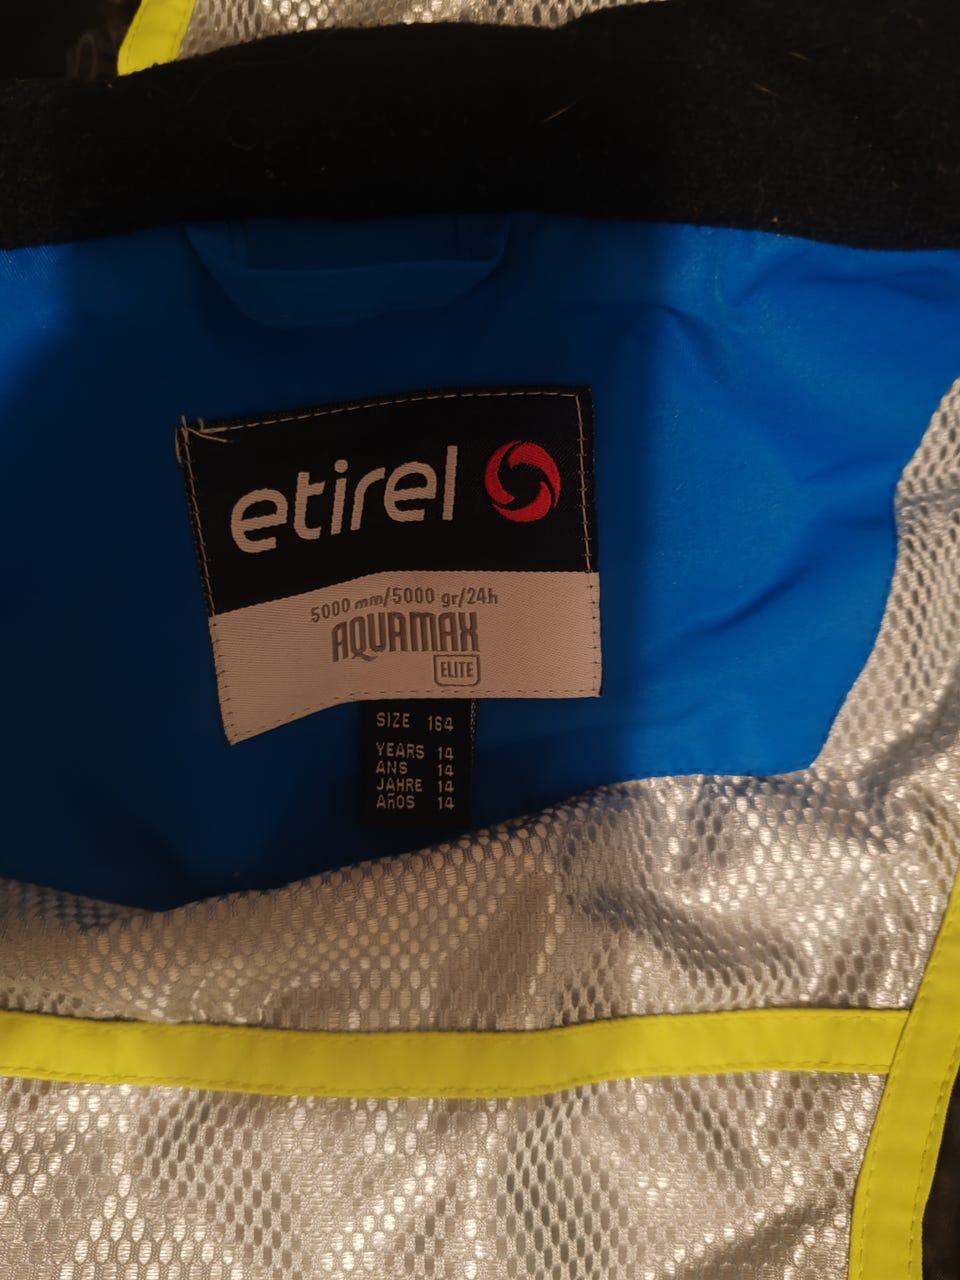 etirel
5000 mm/5000 gr/24h
AQUAMAX
ELITE
SIZE 164
YEARS 14
ANS 14
JAHRE 14
AÑOS 14